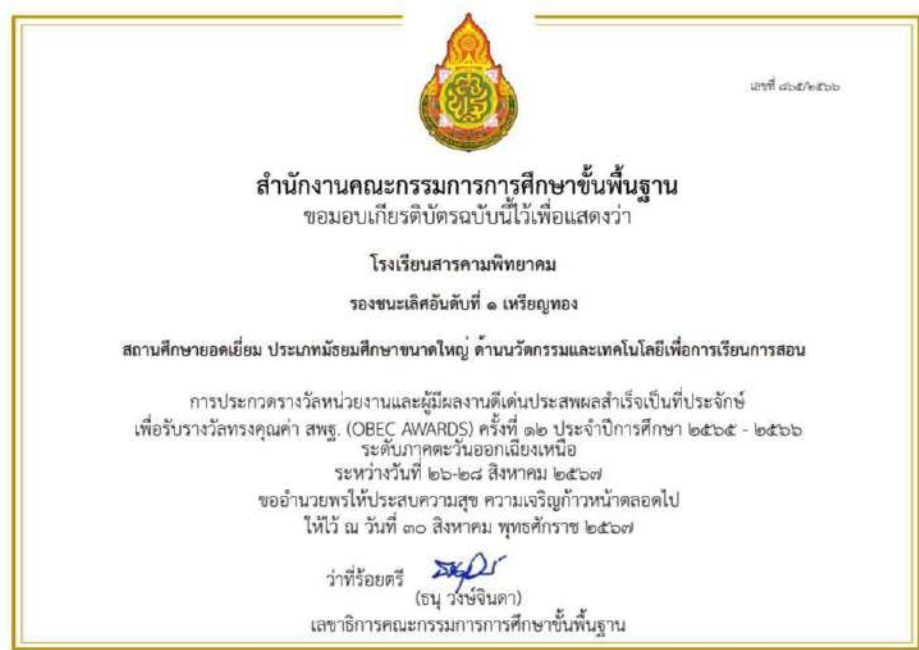 เลขที่ ๘๖๕/๒๕๖๖
สำนักงานคณะกรรมการการศึกษาขั้นพื้นฐาน
ขอมอบเกียรติบัตรฉบับนี้ไว้เพื่อแสดงว่า
โรงเรียนสารคามพิทยาคม
รองชนะเลิศอันดับที่ ๑ เหรียญทอง
สถานศึกษายอดเยี่ยม ประเภทมัธยมศึกษาขนาดใหญ่ ด้านนวัตกรรมและเทคโนโลยีเพื่อการเรียนการสอน
การประกวดรางวัลหน่วยงานและผู้มีผลงานดีเด่นประสพผลสำเร็จเป็นที่ประจักษ์
เพื่อรับรางวัลทรงคุณค่า สพฐ. (OBEC AWARDS) ครั้งที่ ๑๒ ประจำปีการศึกษา ๒๕๖๕ - ๒๕๖๖
ระดับภาคตะวันออกเฉียงเหนือ
ระหว่างวันที่ ๒๖-๒๘ สิงหาคม ๒๕๖๗
ขออำนวยพรให้ประสบความสุข ความเจริญก้าวหน้าตลอดไป
ให้ไว้ ณ วันที่ ๓๐ สิงหาคม พุทธศักราช ๒๕๖๗
ว่าที่ร้อยตรี
(ธนุ วงษ์จินดา)
เลขาธิการคณะกรรมการการศึกษาขั้นพื้นฐาน